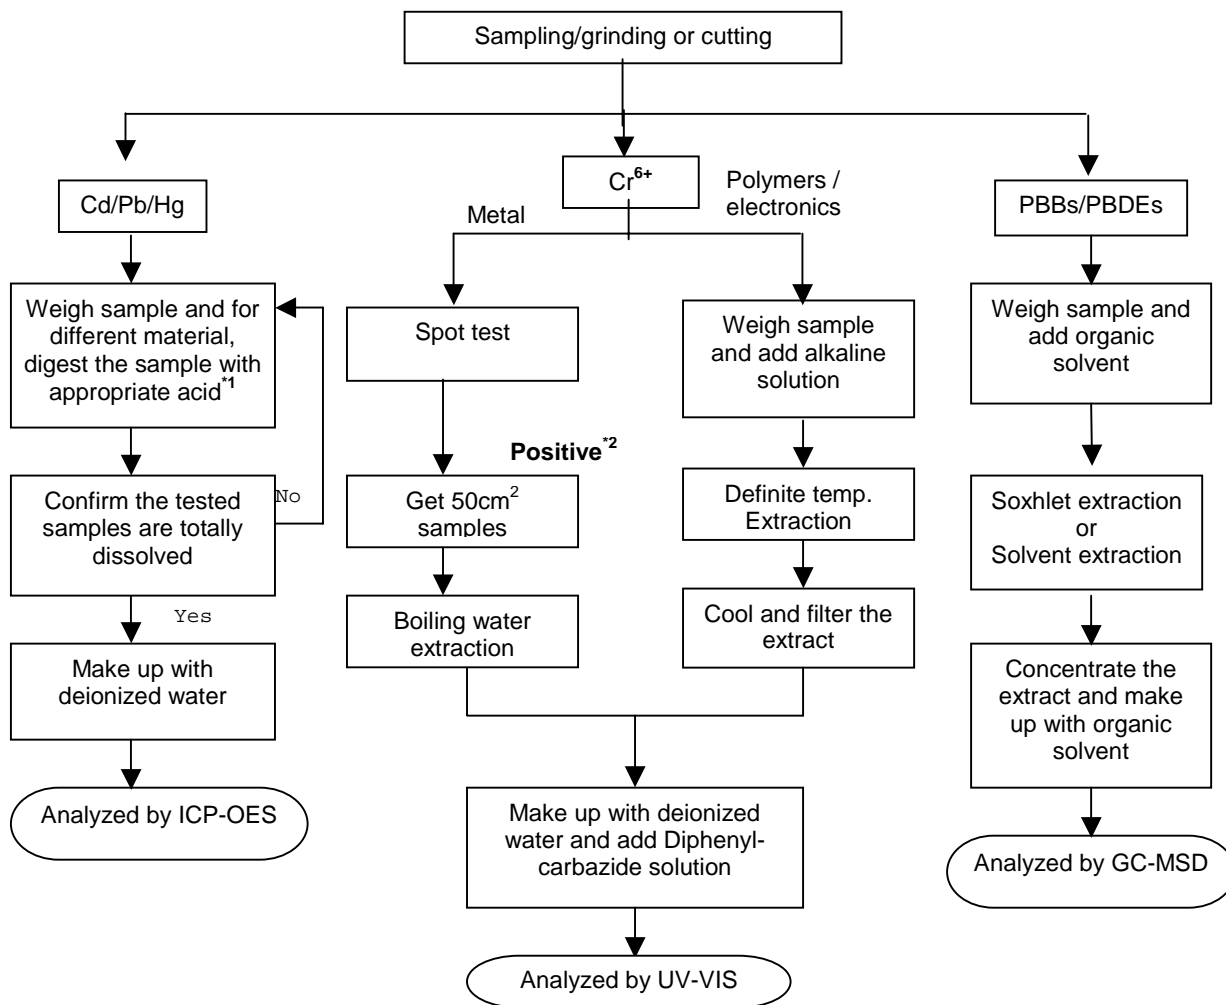 Sampling/grinding or cutting
Cd/Pb/Hg
Weigh sample and for
different material,
digest the sample with
appropriate acid*1
Confirm the tested
samples are totally
dissolved
No
Yes
Make up with
deionized water
Analyzed by ICP-OES
Cr6+
Metal
Polymers /
electronics
Spot test
Positive*2
Get 50cm2
samples
Boiling water
extraction
Weigh sample
and add alkaline
solution
Definite temp.
Extraction
Cool and filter the
extract
Make up with deionized
water and add Diphenyl-
carbazide solution
Analyzed by UV-VIS
PBBs/PBDEs
Weigh sample and
add organic
solvent
Soxhlet extraction
or
Solvent extraction
Concentrate the
extract and make
up with organic
solvent
Analyzed by GC-MSD